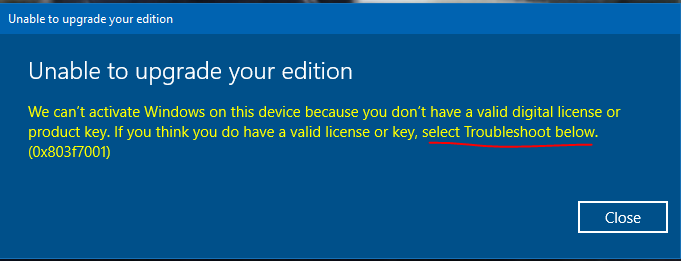 Unable to upgrade your edition
Unable to upgrade your edition
We can't activate Windows on this device because you don't have a valid digital license or
product key. If you think you do have a valid license or key, select Troubleshoot below.
(0x803f7001)
Close